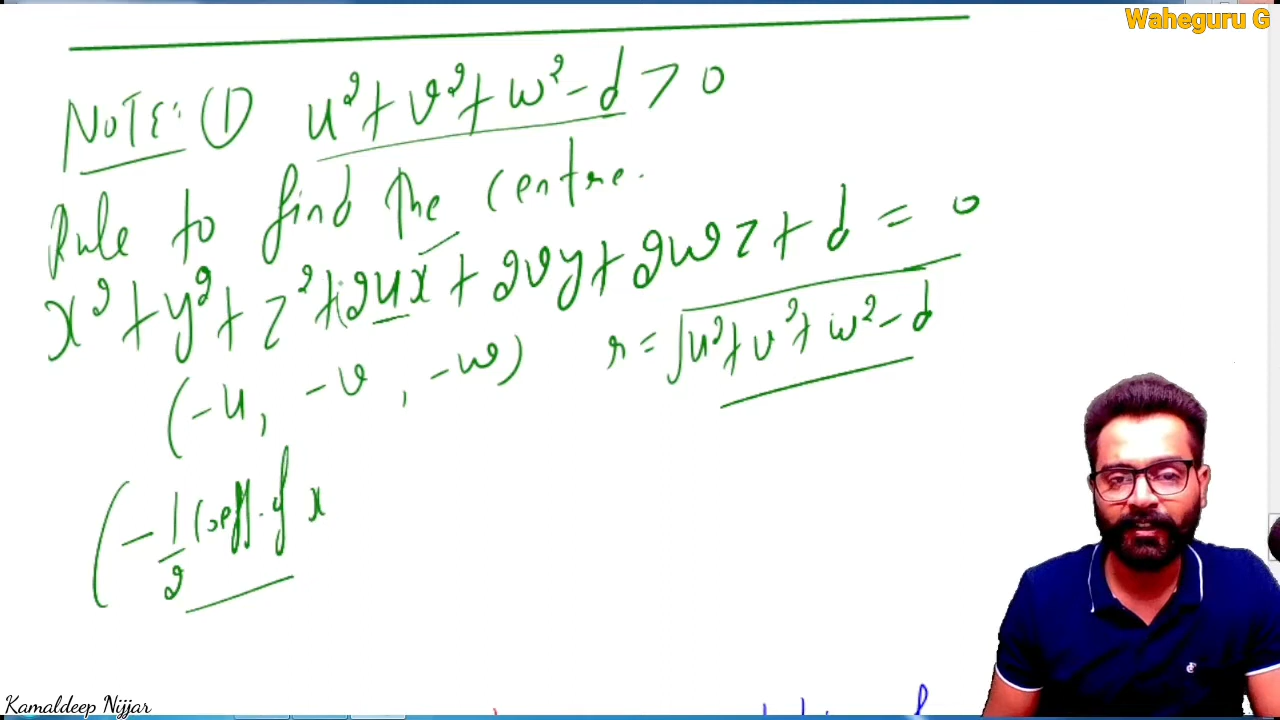 Waheguru G
NOTE: (1) u²+v²+w²-d > 0
Rule to find the centre.
x²+y²+z²+2ux+2vy+2wz+d = 0
(-u, -v, -w) r = √u²+v²+w²-d
(-1/2 coeff. of x
Kamaldeep Nijjar